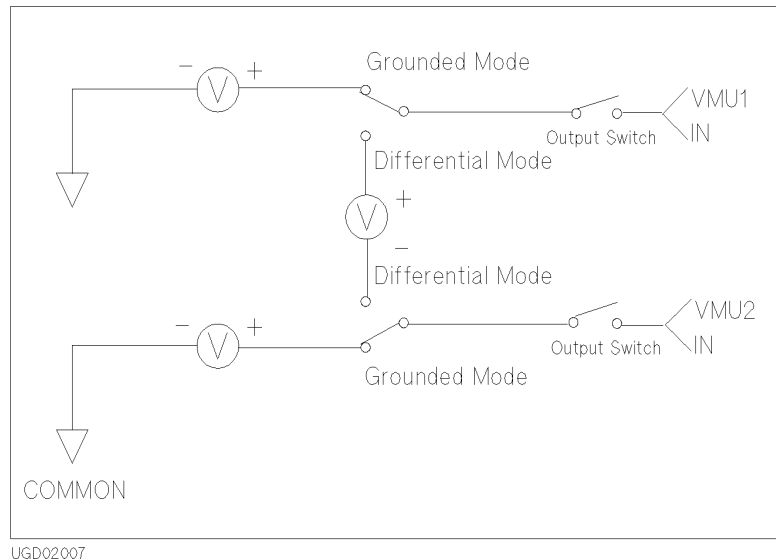 Grounded Mode
− +
V
VMU1
IN
Output Switch
Differential Mode
+
V
−
Differential Mode
− +
V
VMU2
IN
Output Switch
Grounded Mode
COMMON
UGD02007